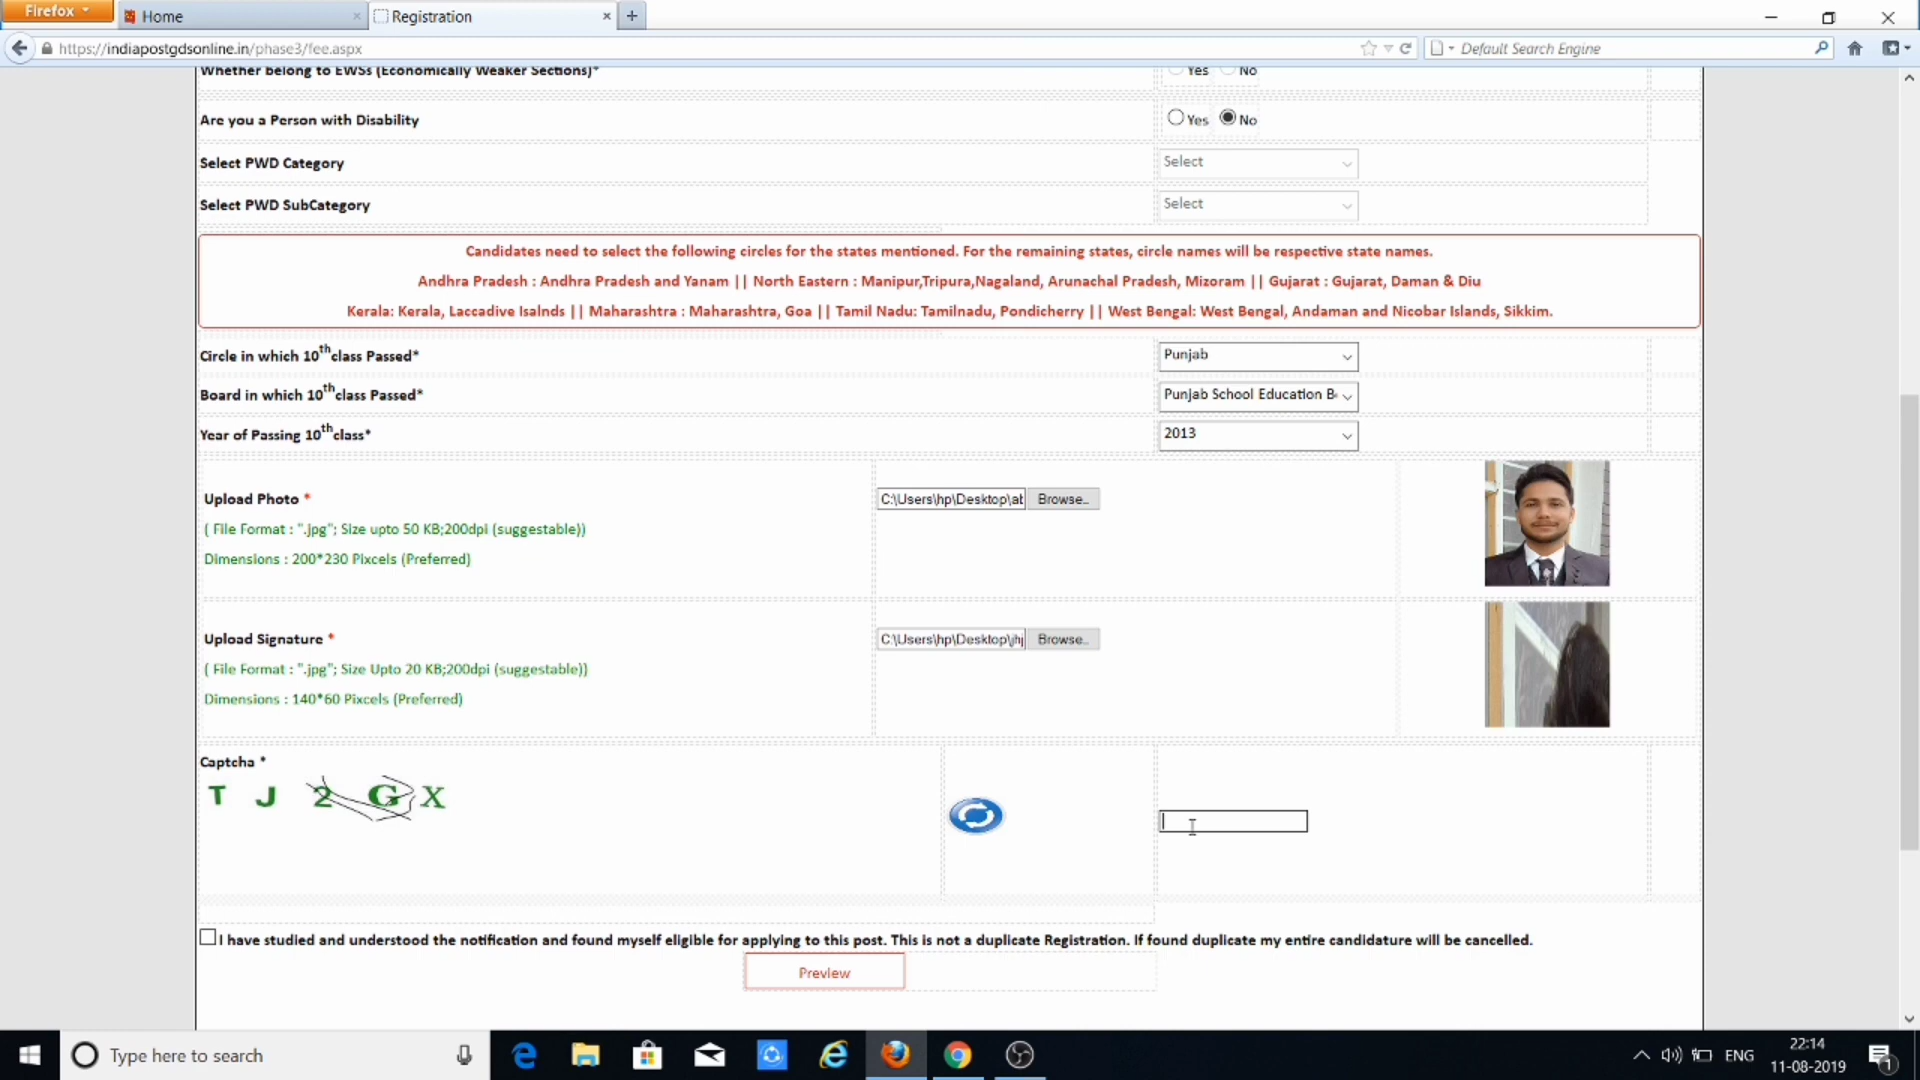 Firefox
Home
Registration
https://indiapostgdsonline.in/phase3/fee.aspx
Default Search Engine
Whether belong to EWSs (Economically Weaker Sections)*
Yes No
Are you a Person with Disability
Yes No
Select PWD Category
Select
Select PWD SubCategory
Select
Candidates need to select the following circles for the states mentioned. For the remaining states, circle names will be respective state names.
Andhra Pradesh : Andhra Pradesh and Yanam || North Eastern : Manipur,Tripura,Nagaland, Arunachal Pradesh, Mizoram || Gujarat : Gujarat, Daman & Diu
Kerala: Kerala, Laccadive Isalnds || Maharashtra : Maharashtra, Goa || Tamil Nadu: Tamilnadu, Pondicherry || West Bengal: West Bengal, Andaman and Nicobar Islands, Sikkim.
Circle in which 10th class Passed*
Punjab
Board in which 10th class Passed*
Punjab School Education B
Year of Passing 10th class*
2013
Upload Photo *
C:\Users\hp\Desktop\ab Browse..
( File Format : ".jpg"; Size upto 50 KB;200dpi (suggestable))
Dimensions : 200*230 Pixcels (Preferred)
Upload Signature *
C:\Users\hp\Desktop\jhj Browse..
( File Format : ".jpg"; Size Upto 20 KB;200dpi (suggestable))
Dimensions : 140*60 Pixcels (Preferred)
Captcha *
T J 2 G X
I have studied and understood the notification and found myself eligible for applying to this post. This is not a duplicate Registration. If found duplicate my entire candidature will be cancelled.
Preview
Type here to search
ENG
22:14
11-08-2019
1